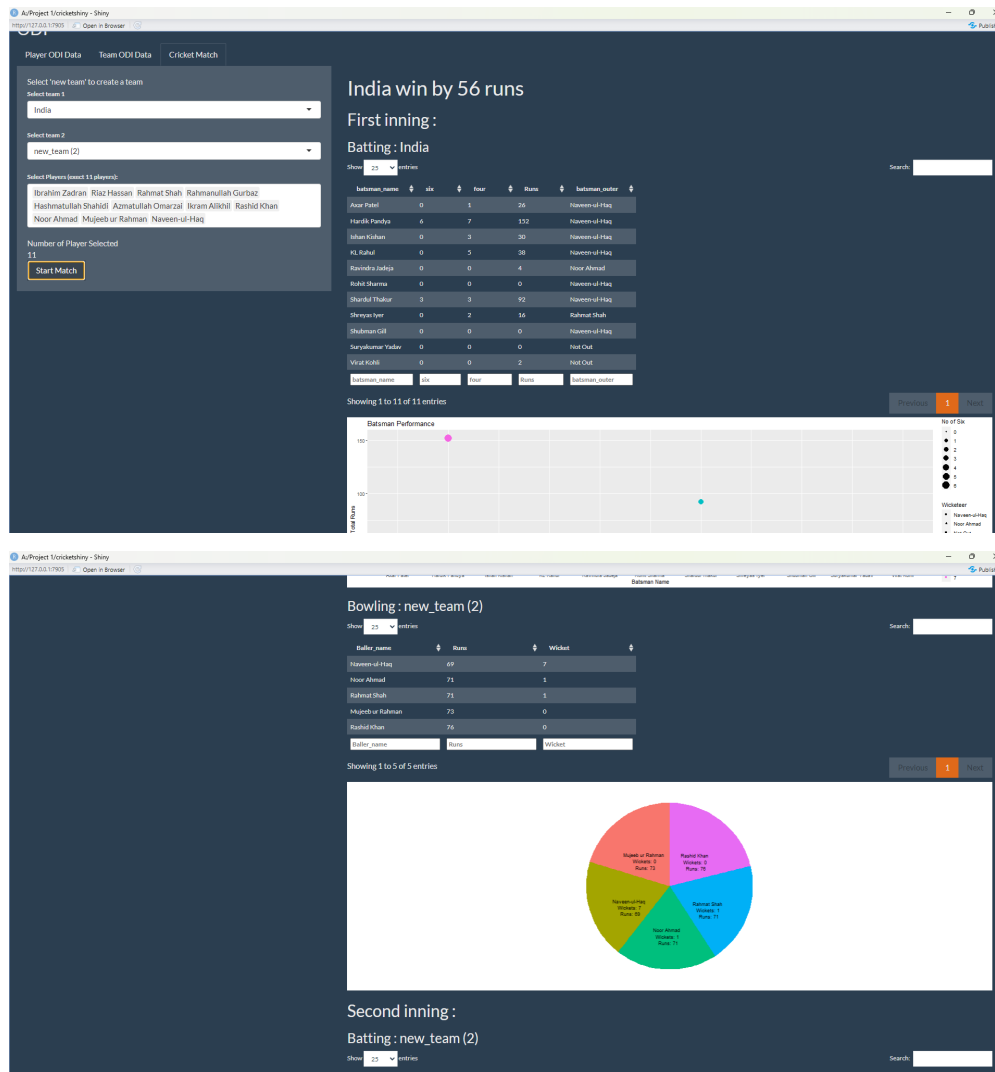 A:/Project 1/cricketshiny - Shiny
http://127.0.0.1:7905 Open in Browser Publish
ODI
Player ODI Data Team ODI Data Cricket Match
Select 'new team' to create a team
Select team 1
India
Select team 2
new_team (2)
Select Players (exact 11 players):
Ibrahim Zadran Riaz Hassan Rahmat Shah Rahmanullah Gurbaz
Hashmatullah Shahidi Azmatullah Omarzai Ikram Alikhil Rashid Khan
Noor Ahmad Mujeeb ur Rahman Naveen-ul-Haq
Number of Player Selected
11
Start Match
India win by 56 runs
First inning :
Batting : India
Show 25 entries Search:
batsman_name six four Runs batsman_outer
Axar Patel 0 1 26 Naveen-ul-Haq
Hardik Pandya 6 7 152 Naveen-ul-Haq
Ishan Kishan 0 3 30 Naveen-ul-Haq
KL Rahul 0 5 38 Naveen-ul-Haq
Ravindra Jadeja 0 0 4 Noor Ahmad
Rohit Sharma 0 0 0 Naveen-ul-Haq
Shardul Thakur 3 3 92 Naveen-ul-Haq
Shreyas Iyer 0 2 16 Rahmat Shah
Shubman Gill 0 0 0 Naveen-ul-Haq
Suryakumar Yadav 0 0 0 Not Out
Virat Kohli 0 0 2 Not Out
batsman_name six four Runs batsman_outer
Showing 1 to 11 of 11 entries
Previous 1 Next
Batsman Performance
150
100
Total Runs
No of Six
0
1
2
3
4
5
6
Wicketeer
Naveen-ul-Haq
Noor Ahmad
A:/Project 1/cricketshiny - Shiny
http://127.0.0.1:7905 Open in Browser Publish
Batsman Name
Bowling : new_team (2)
Show 25 entries Search:
Baller_name Runs Wicket
Naveen-ul-Haq 69 7
Noor Ahmad 71 1
Rahmat Shah 71 1
Mujeeb ur Rahman 73 0
Rashid Khan 76 0
Baller_name Runs Wicket
Showing 1 to 5 of 5 entries
Previous 1 Next
Mujeeb ur Rahman
Runs: 73
Rashid Khan
Runs: 76
Naveen-ul-Haq
Rahmat Shah
Runs: 71
Noor Ahmad
Runs: 71
Second inning :
Batting : new_team (2)
Show 25 entries Search: